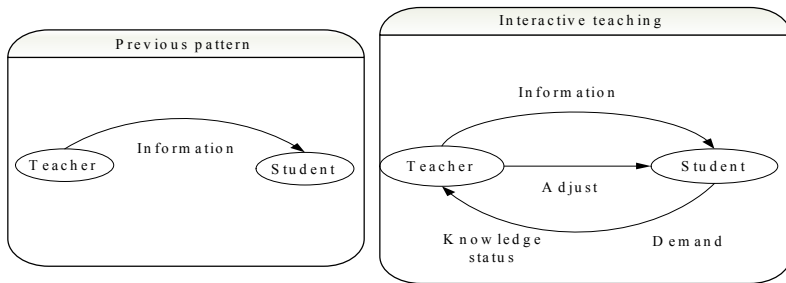 Previous pattern
Teacher
Information
Student
Interactive teaching
Information
Teacher
Student
Adjust
Knowledge
status
Demand